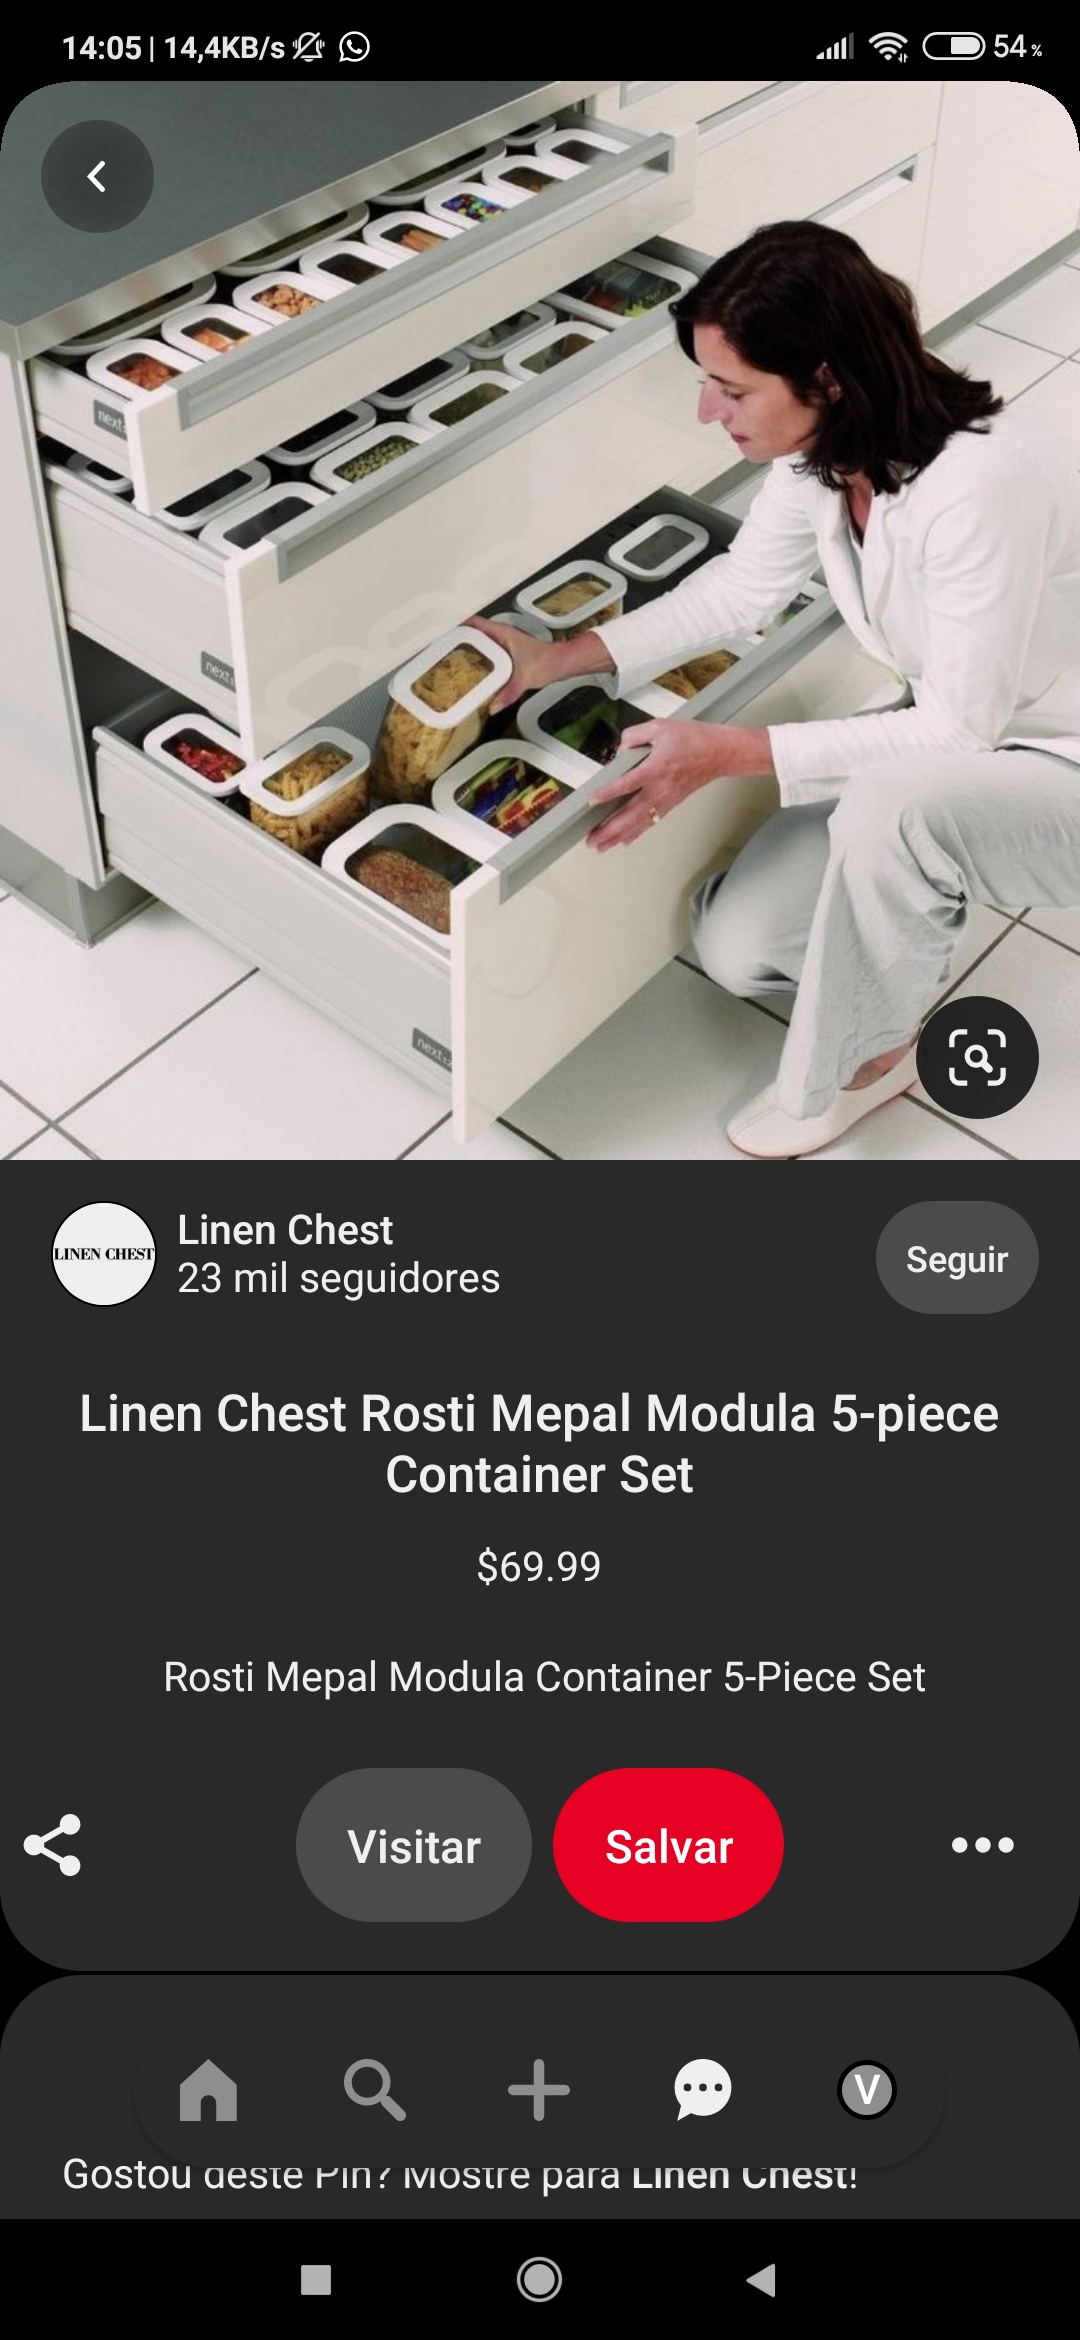 14:05 | 14,4KB/s
54%
next
next
next
LINEN CHEST
Linen Chest
23 mil seguidores
Seguir
Linen Chest Rosti Mepal Modula 5-piece
Container Set
$69.99
Rosti Mepal Modula Container 5-Piece Set
Visitar
Salvar
V
Gostou deste Pin? Mostre para Linen Chest!